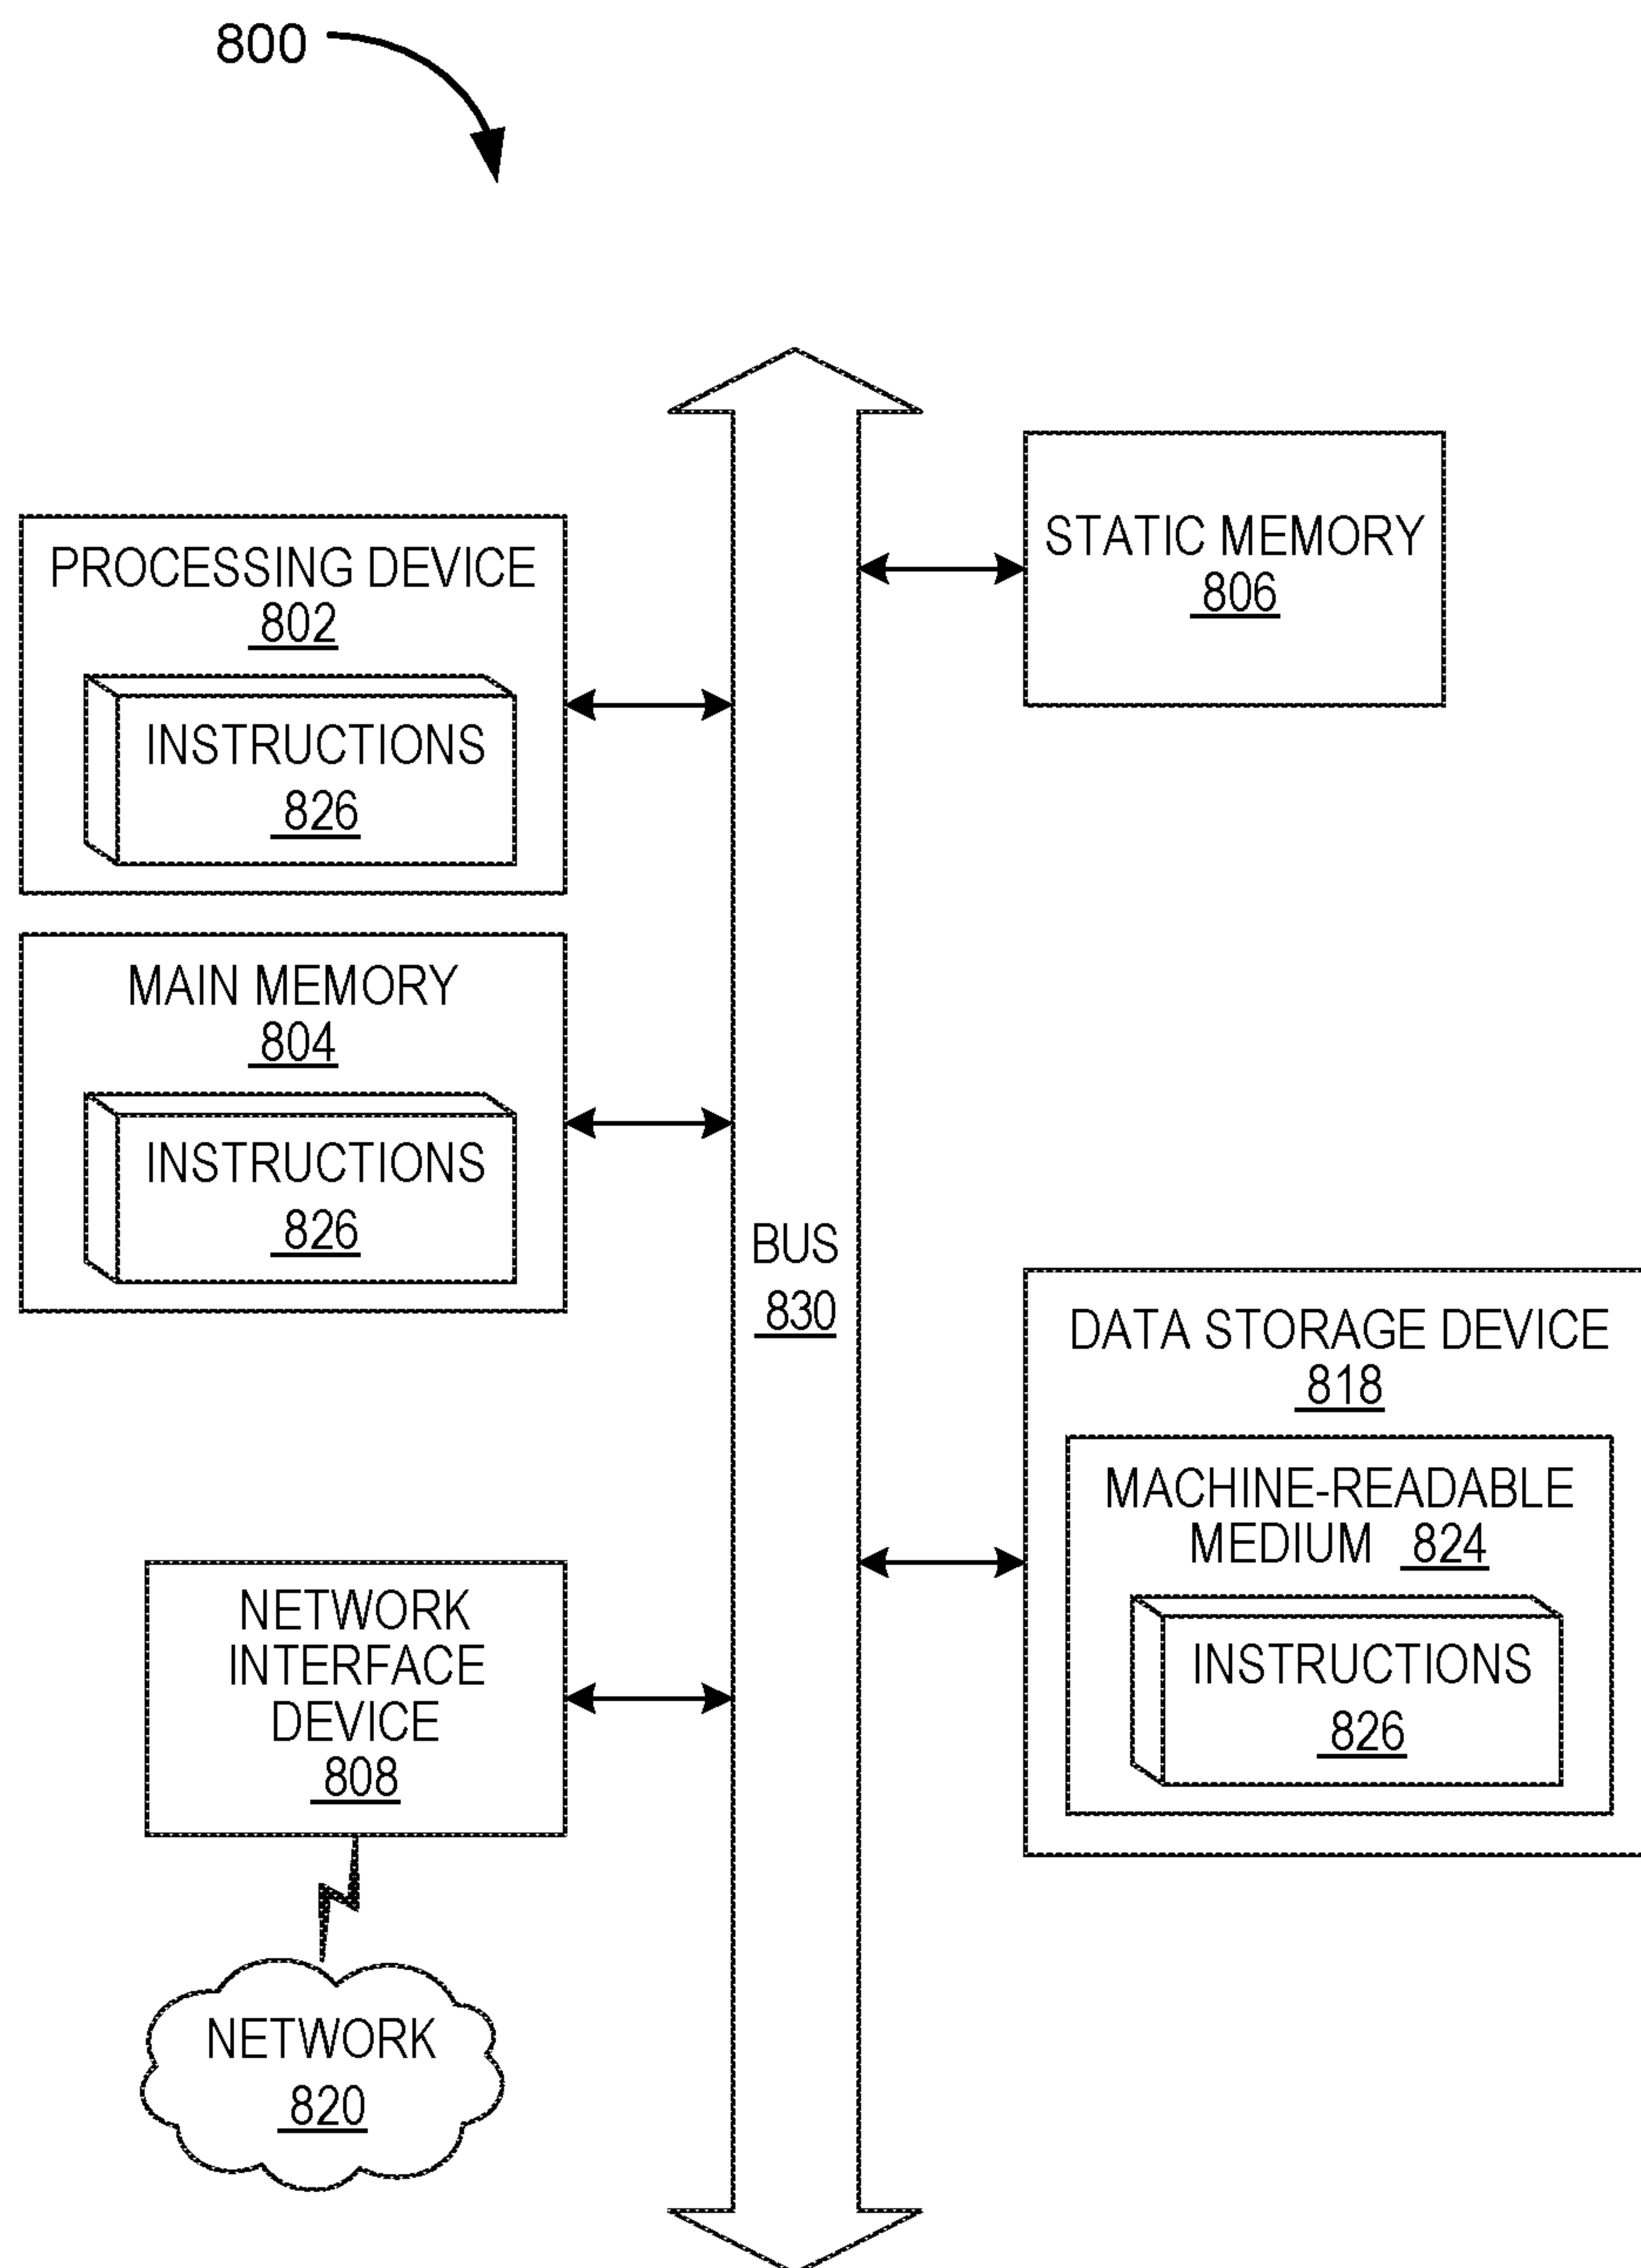 800
PROCESSING DEVICE
802
INSTRUCTIONS
826
STATIC MEMORY
806
MAIN MEMORY
804
INSTRUCTIONS
826
BUS
830
DATA STORAGE DEVICE
818
MACHINE-READABLE
MEDIUM 824
INSTRUCTIONS
826
NETWORK
INTERFACE
DEVICE
808
NETWORK
820